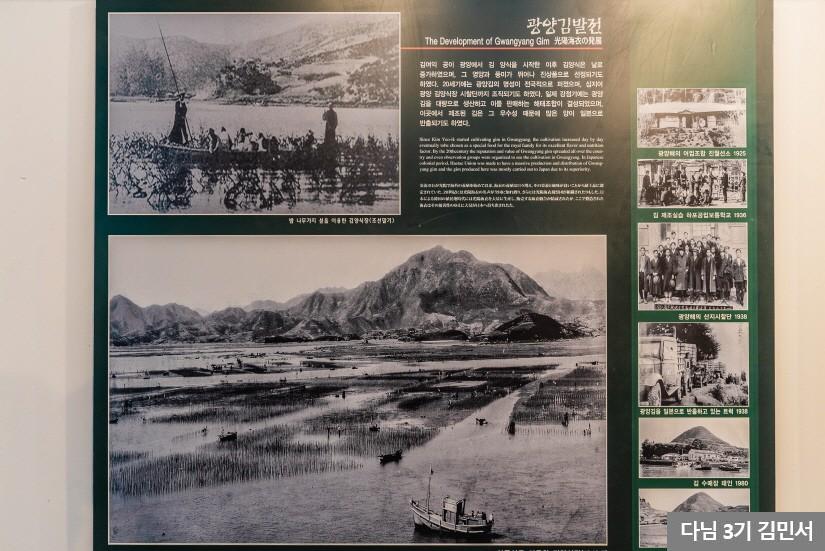 광양김발전
The Development of Gwangyang Gim 光陽海衣の発展
김여익 공이 광양에서 김 양식을 시작한 이후 김양식은 날로
증가하였으며, 그 영양과 풍미가 뛰어나 진상품으로 선정되기도
하였다. 20세기에는 광양김의 명성이 전국적으로 퍼졌으며, 심지어
광양 김양식장 시찰단까지 조직되기도 하였다. 일제 강점기에는 광양
김을 대량으로 생산하고 이를 판매하는 해태조합이 결성되었으며,
이곳에서 제조된 김은 그 우수성 때문에 많은 양이 일본으로
반출되기도 하였다.
Since Kim Yeo-ik started cultivating gim in Gwangyang, the cultivation increased day by day
eventually who chosen as a special food for the royal family for its flavor and nutrition
factor. By the 20th century the reputation and value of Gwangyang gim spreaded all over the coun-
try and even observation groups were organized to see the cultivation in Gwangyang. In Japanese
colonial period, Haetae Union was made to have a massive production and distribution of Gwang-
yang gim and the gim produced here was mostly carried out to Japan due to its superiority.
밤 나무가지 섶을 이용한 김양식장(조선말기)
광양해의 어업조합 진월선소 1925
김 제조실습 하포공립보통학교 1936
광양해의 선지시찰단 1938
광양김을 일본으로 반출하고 있는 트럭 1938
김 수매장 태인 1980
다님 3기 김민서